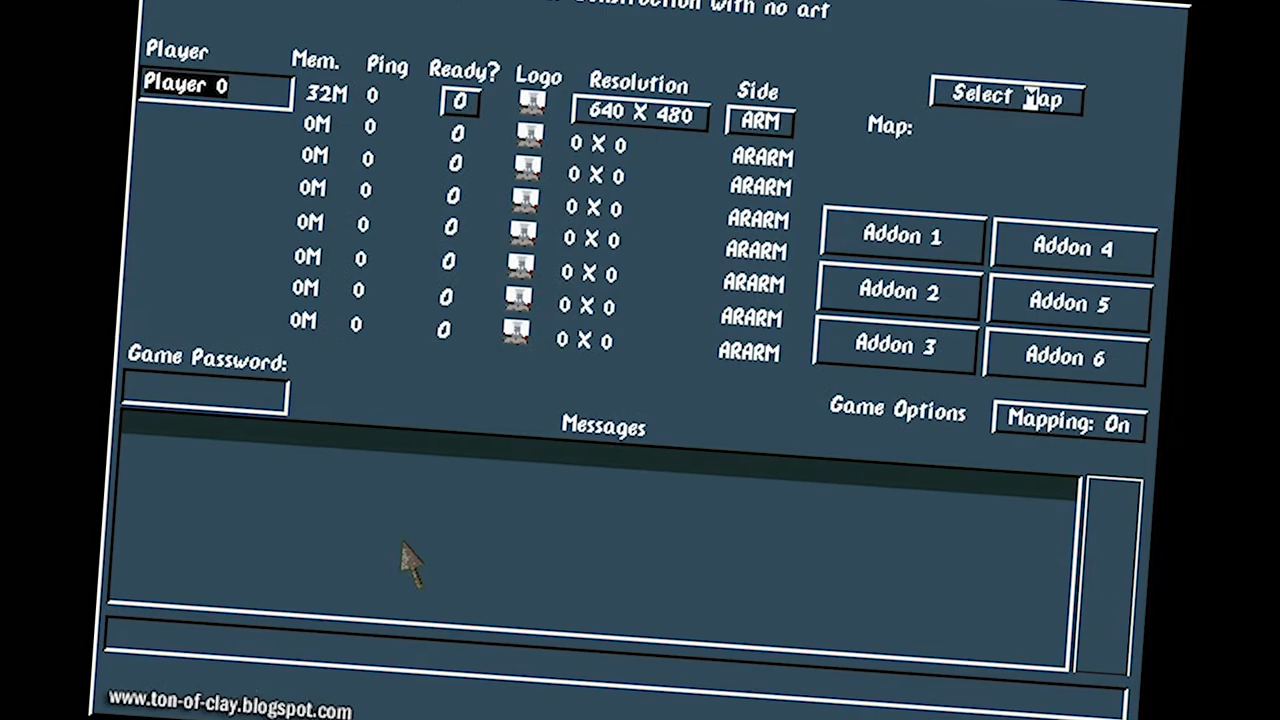 Construction with no art
Player Mem. Ping Ready? Logo Resolution Side
Select Map
Player 0 32M 0 0 640 X 480 ARM
Map:
0M 0 0 0 X 0 ARARM
0M 0 0 0 X 0 ARARM
0M 0 0 0 X 0 ARARM
0M 0 0 0 X 0 ARARM
0M 0 0 0 X 0 ARARM
0M 0 0 0 X 0 ARARM
0M 0 0 0 X 0 ARARM
Addon 1 Addon 4
Addon 2 Addon 5
Addon 3 Addon 6
Game Password:
Game Options Mapping: On
Messages
www.ton-of-clay.blogspot.com